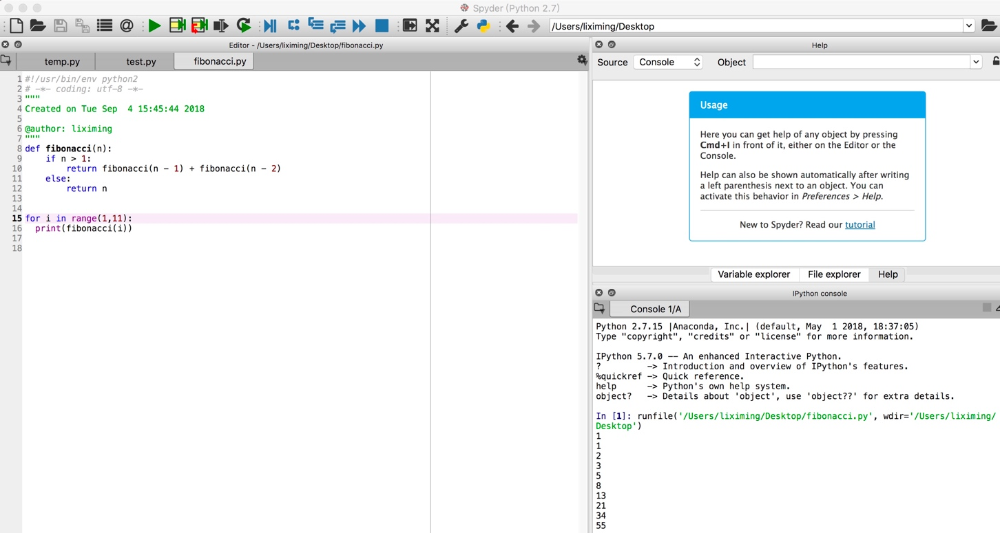 Spyder (Python 2.7)
/Users/liximing/Desktop
Editor - /Users/liximing/Desktop/fibonacci.py
temp.py
test.py
fibonacci.py
1 #!/usr/bin/env python2
2 # -*- coding: utf-8 -*-
3 """
4 Created on Tue Sep  4 15:45:44 2018
5
6 @author: liximing
7 """
8 def fibonacci(n):
9     if n > 1:
10         return fibonacci(n - 1) + fibonacci(n - 2)
11     else:
12         return n
13
14
15 for i in range(1,11):
16   print(fibonacci(i))
17
18
Help
Source Console Object
Usage
Here you can get help of any object by pressing
Cmd+I in front of it, either on the Editor or the
Console.
Help can also be shown automatically after writing
a left parenthesis next to an object. You can
activate this behavior in Preferences > Help.
New to Spyder? Read our tutorial
Variable explorer File explorer Help
IPython console
Console 1/A
Python 2.7.15 |Anaconda, Inc.| (default, May  1 2018, 18:37:05)
Type "copyright", "credits" or "license" for more information.
IPython 5.7.0 -- An enhanced Interactive Python.
?         -> Introduction and overview of IPython's features.
%quickref -> Quick reference.
help      -> Python's own help system.
object?   -> Details about 'object', use 'object??' for extra details.
In [1]: runfile('/Users/liximing/Desktop/fibonacci.py', wdir='/Users/liximing/
Desktop')
1
1
2
3
5
8
13
21
34
55